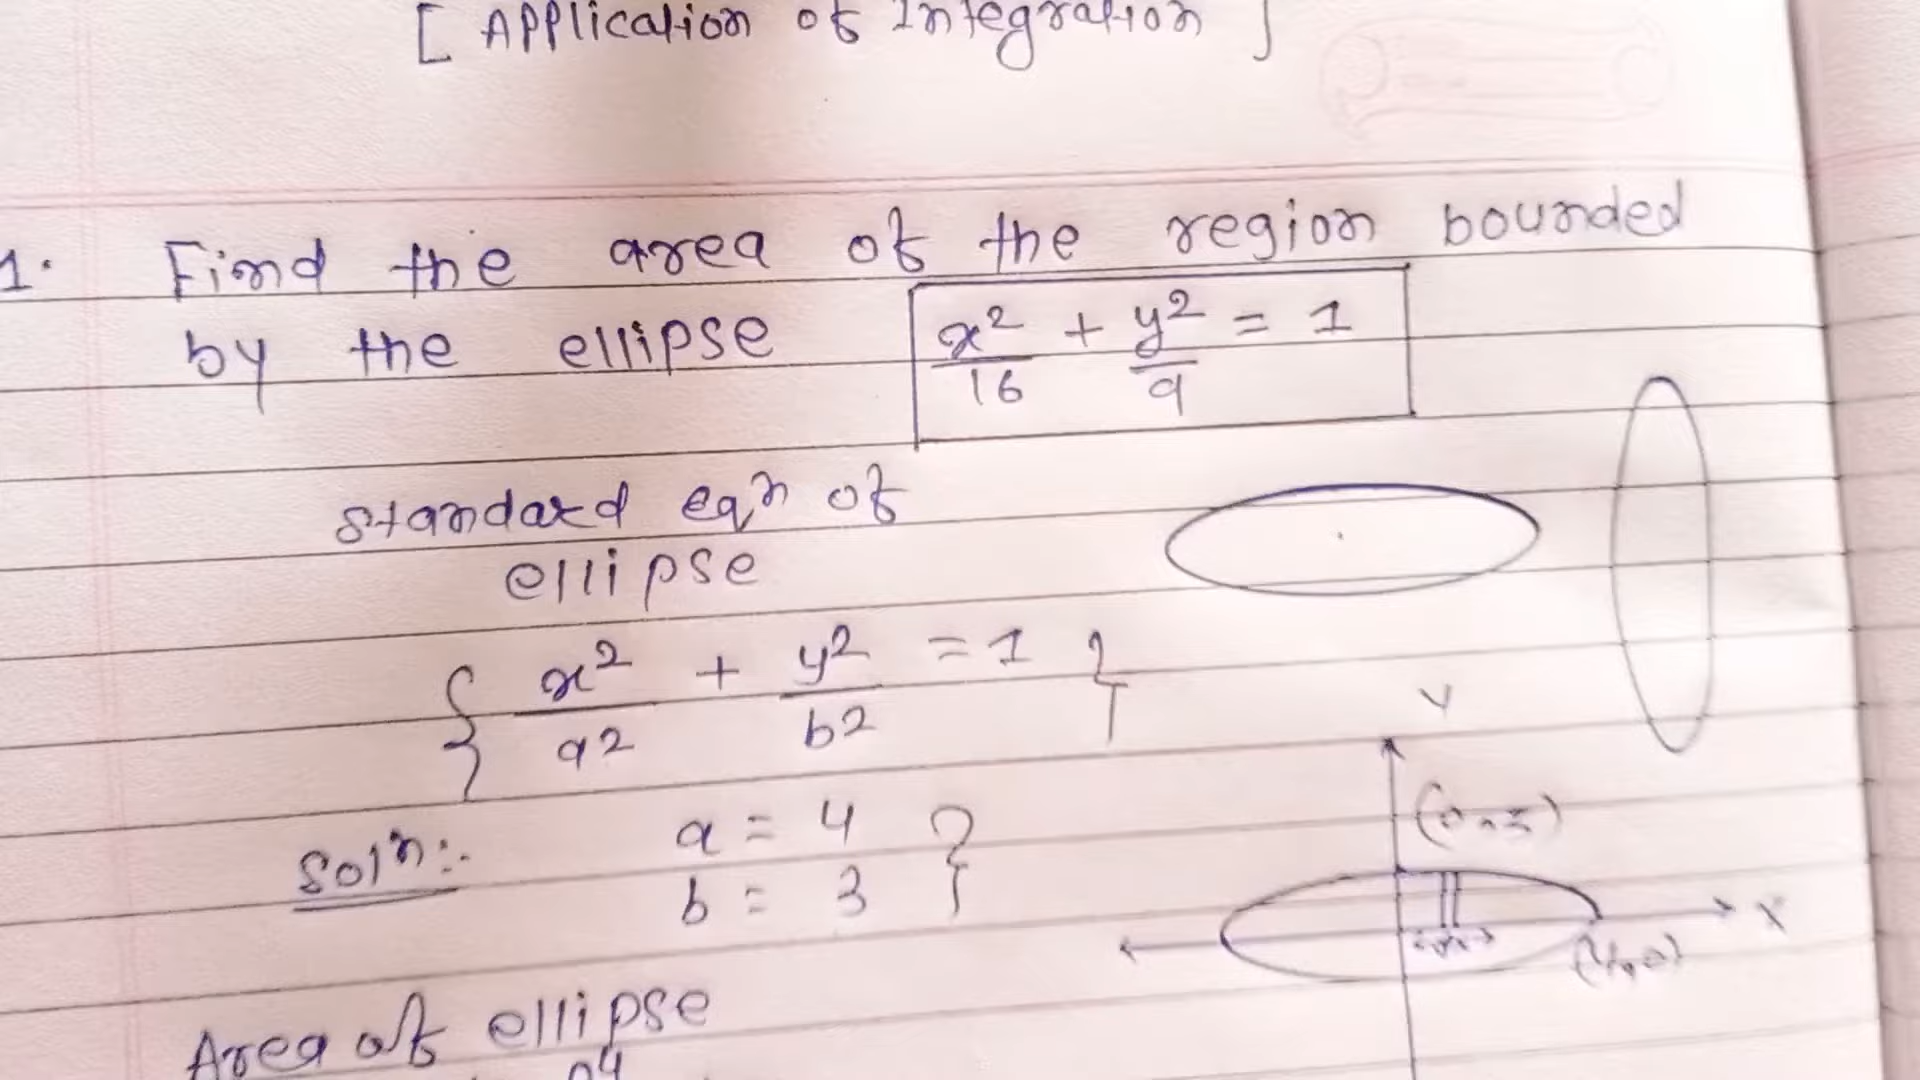 [ Application of Integration ]
1. Find the area of the region bounded
by the ellipse x²/16 + y²/9 = 1
standard eqn of
ellipse
{ x²/a² + y²/b² = 1 }
Soln:-
a = 4
b = 3 }
Y
(0,3)
X
(4,0)
Area of ellipse